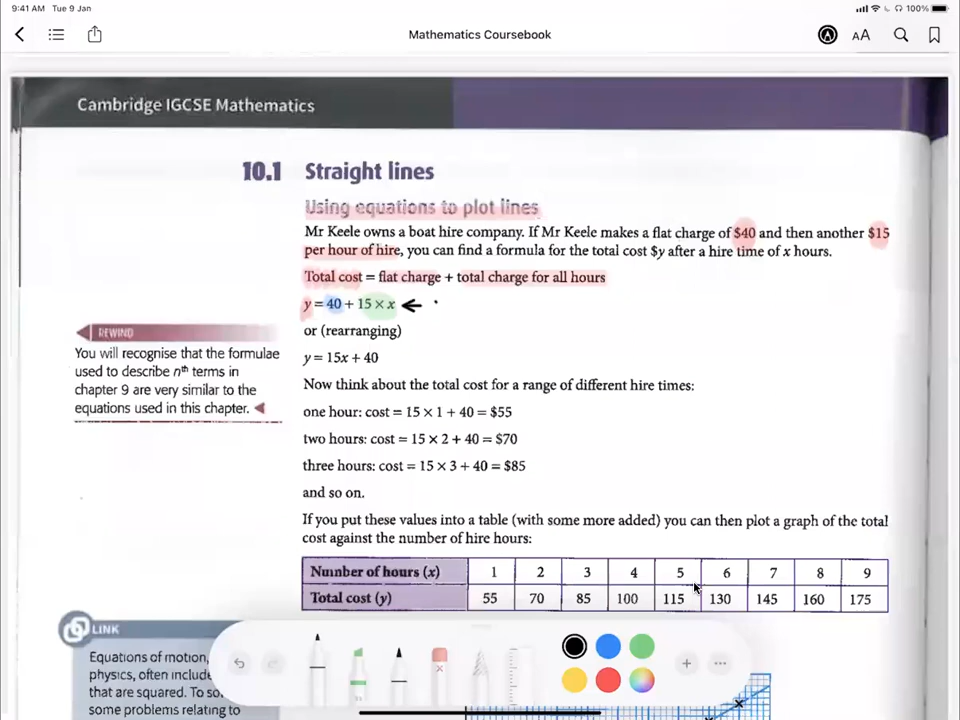 9:41 AM Tue 9 Jan
100%
Mathematics Coursebook
AA
Cambridge IGCSE Mathematics
10.1 Straight lines
Using equations to plot lines
Mr Keele owns a boat hire company. If Mr Keele makes a flat charge of $40 and then another $15
per hour of hire, you can find a formula for the total cost $y after a hire time of x hours.
Total cost = flat charge + total charge for all hours
y = 40 + 15 × x
or (rearranging)
y = 15x + 40
Now think about the total cost for a range of different hire times:
one hour: cost = 15 × 1 + 40 = $55
two hours: cost = 15 × 2 + 40 = $70
three hours: cost = 15 × 3 + 40 = $85
and so on.
If you put these values into a table (with some more added) you can then plot a graph of the total
cost against the number of hire hours:
Number of hours (x) 1 2 3 4 5 6 7 8 9
Total cost (y) 55 70 85 100 115 130 145 160 175
REWIND
You will recognise that the formulae
used to describe nth terms in
chapter 9 are very similar to the
equations used in this chapter.
LINK
Equations of motion,
physics, often include
that are squared. To so
some problems relating to